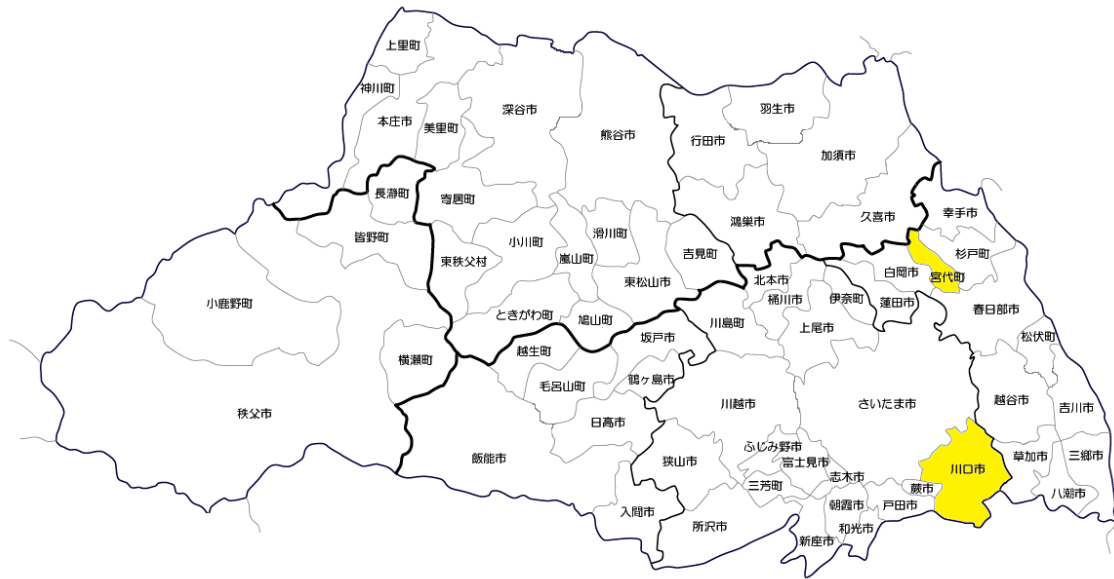 上里町
神川町
本庄市
美里町
深谷市
熊谷市
行田市
羽生市
加須市
長瀞町
寄居町
皆野町
小川町
滑川町
嵐山町
東秩父村
吉見町
東松山市
鴻巣市
久喜市
幸手市
杉戸町
宮代町
白岡市
北本市
桶川市
伊奈町
蓮田市
春日部市
小鹿野町
ときがわ町
鳩山町
川島町
上尾市
松伏町
横瀬町
越生町
坂戸市
毛呂山町
鶴ヶ島市
川越市
さいたま市
越谷市
吉川市
秩父市
日高市
飯能市
狭山市
ふじみ野市
富士見市
三芳町
志木市
川口市
草加市
三郷市
蕨市
八潮市
入間市
所沢市
朝霞市
戸田市
和光市
新座市